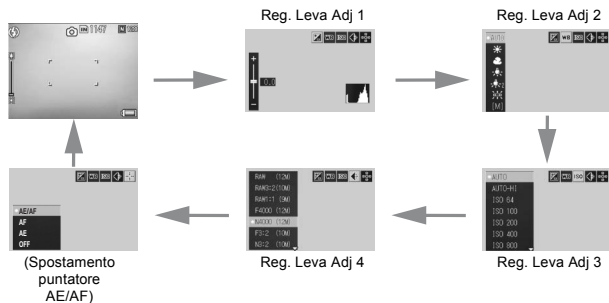 Reg. Leva Adj 1
Reg. Leva Adj 2
1147
0.0
AUTO
WB
[M]
AE/AF
AF
AE
OFF
(Spostamento
puntatore
AE/AF)
RAW (12M)
RAW3:2(10M)
RAW1:1 (9M)
F4000 (12M)
N4000 (12M)
F3:2 (10M)
N3:2 (10M)
Reg. Leva Adj 4
AUTO
ISO
AUTO-HI
ISO 64
ISO 100
ISO 200
ISO 400
ISO 800
Reg. Leva Adj 3